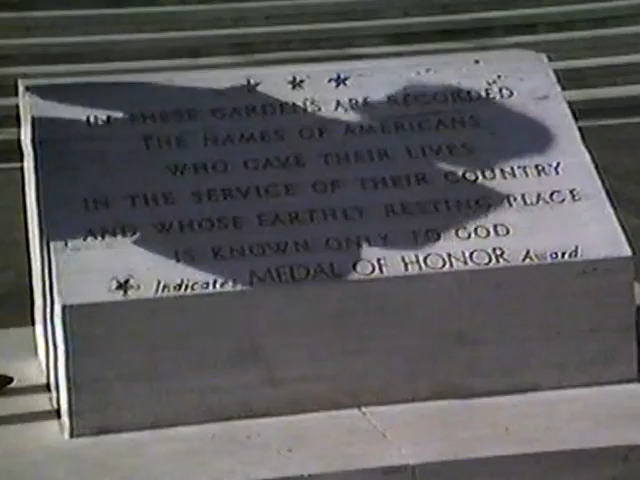 IN THESE GARDENS ARE RECORDED
THE NAMES OF AMERICANS
WHO GAVE THEIR LIVES
IN THE SERVICE OF THEIR COUNTRY
AND WHOSE EARTHLY RESTING PLACE
IS KNOWN ONLY TO GOD
Indicates MEDAL OF HONOR Award